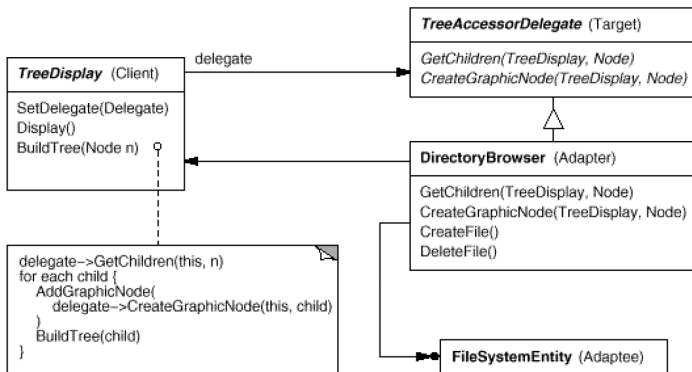 TreeAccessorDelegate (Target)
GetChildren(TreeDisplay, Node)
CreateGraphicNode(TreeDisplay, Node)
delegate
TreeDisplay (Client)
SetDelegate(Delegate)
Display()
BuildTree(Node n)
DirectoryBrowser (Adapter)
GetChildren(TreeDisplay, Node)
CreateGraphicNode(TreeDisplay, Node)
CreateFile()
DeleteFile()
delegate->GetChildren(this, n)
for each child {
AddGraphicNode(
delegate->CreateGraphicNode(this, child)
)
BuildTree(child)
}
FileSystemEntity (Adaptee)